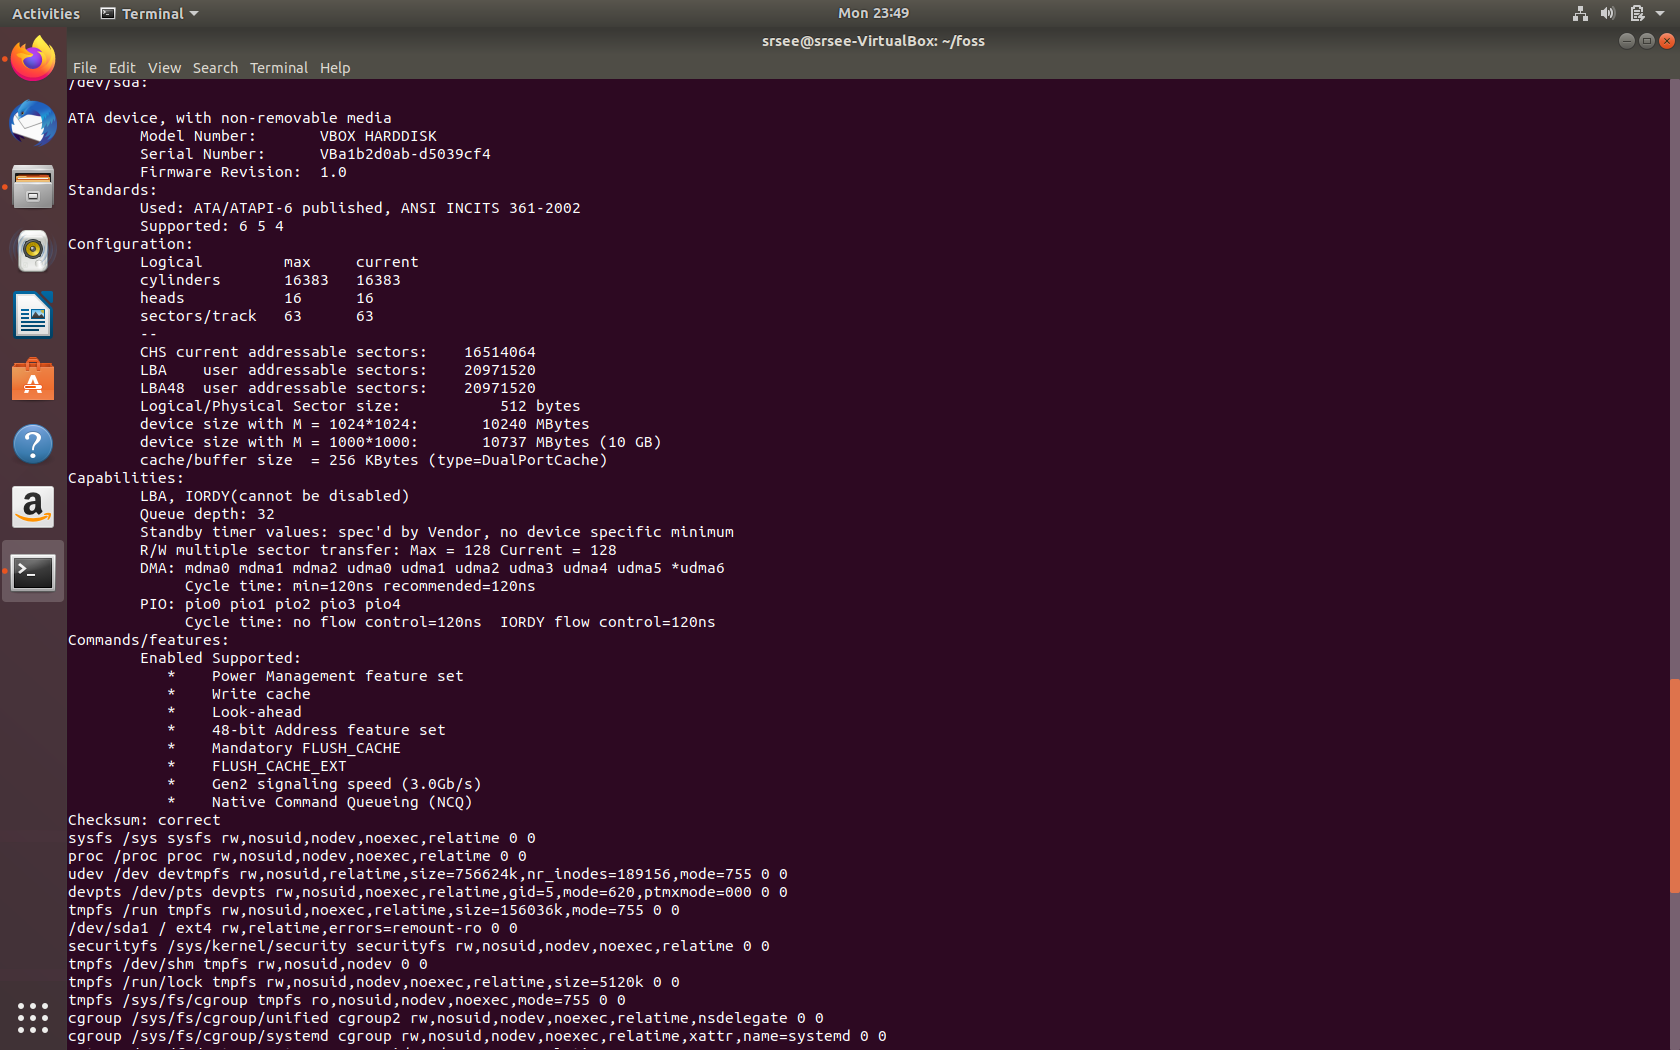 Activities Terminal Mon 23:49
srsee@srsee-VirtualBox: ~/foss
File Edit View Search Terminal Help
/dev/sda:
ATA device, with non-removable media
Model Number: VBOX HARDDISK
Serial Number: VBa1b2d0ab-d5039cf4
Firmware Revision: 1.0
Standards:
Used: ATA/ATAPI-6 published, ANSI INCITS 361-2002
Supported: 6 5 4
Configuration:
Logical max current
cylinders 16383 16383
heads 16 16
sectors/track 63 63
--
CHS current addressable sectors: 16514064
LBA user addressable sectors: 20971520
LBA48 user addressable sectors: 20971520
Logical/Physical Sector size: 512 bytes
device size with M = 1024*1024: 10240 MBytes
device size with M = 1000*1000: 10737 MBytes (10 GB)
cache/buffer size = 256 KBytes (type=DualPortCache)
Capabilities:
LBA, IORDY(cannot be disabled)
Queue depth: 32
Standby timer values: spec'd by Vendor, no device specific minimum
R/W multiple sector transfer: Max = 128 Current = 128
DMA: mdma0 mdma1 mdma2 udma0 udma1 udma2 udma3 udma4 udma5 *udma6
Cycle time: min=120ns recommended=120ns
PIO: pio0 pio1 pio2 pio3 pio4
Cycle time: no flow control=120ns IORDY flow control=120ns
Commands/features:
Enabled Supported:
* Power Management feature set
* Write cache
* Look-ahead
* 48-bit Address feature set
* Mandatory FLUSH_CACHE
* FLUSH_CACHE_EXT
* Gen2 signaling speed (3.0Gb/s)
* Native Command Queueing (NCQ)
Checksum: correct
sysfs /sys sysfs rw,nosuid,nodev,noexec,relatime 0 0
proc /proc proc rw,nosuid,nodev,noexec,relatime 0 0
udev /dev devtmpfs rw,nosuid,relatime,size=756624k,nr_inodes=189156,mode=755 0 0
devpts /dev/pts devpts rw,nosuid,noexec,relatime,gid=5,mode=620,ptmxmode=000 0 0
tmpfs /run tmpfs rw,nosuid,noexec,relatime,size=156036k,mode=755 0 0
/dev/sda1 / ext4 rw,relatime,errors=remount-ro 0 0
securityfs /sys/kernel/security securityfs rw,nosuid,nodev,noexec,relatime 0 0
tmpfs /dev/shm tmpfs rw,nosuid,nodev 0 0
tmpfs /run/lock tmpfs rw,nosuid,nodev,noexec,relatime,size=5120k 0 0
tmpfs /sys/fs/cgroup tmpfs ro,nosuid,nodev,noexec,mode=755 0 0
cgroup /sys/fs/cgroup/unified cgroup2 rw,nosuid,nodev,noexec,relatime,nsdelegate 0 0
cgroup /sys/fs/cgroup/systemd cgroup rw,nosuid,nodev,noexec,relatime,xattr,name=systemd 0 0